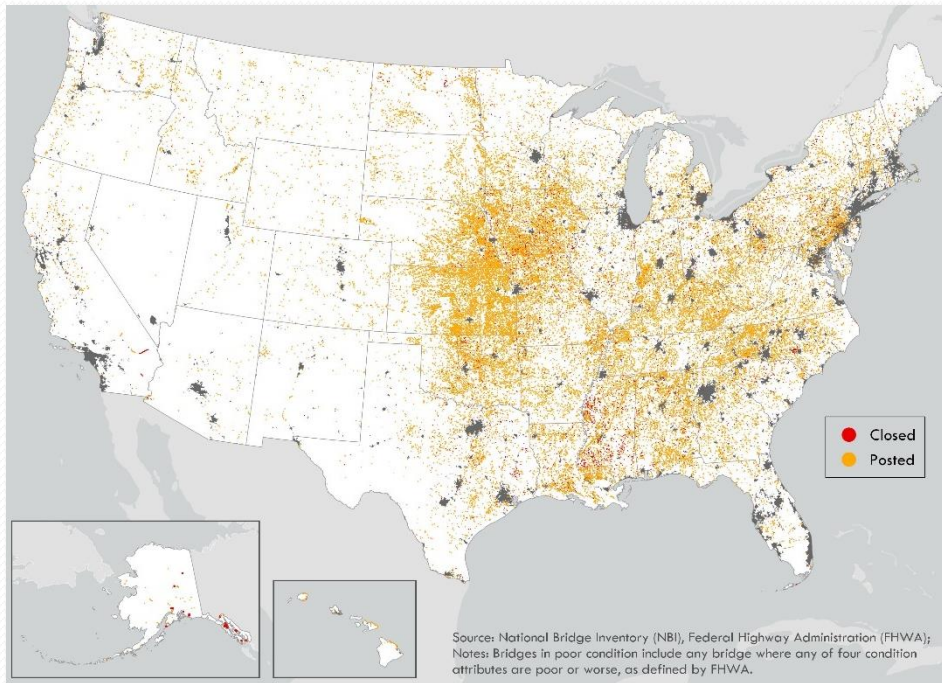 Closed
Posted
Source: National Bridge Inventory (NBI), Federal Highway Administration (FHWA);
Notes: Bridges in poor condition include any bridge where any of four condition
attributes are poor or worse, as defined by FHWA.